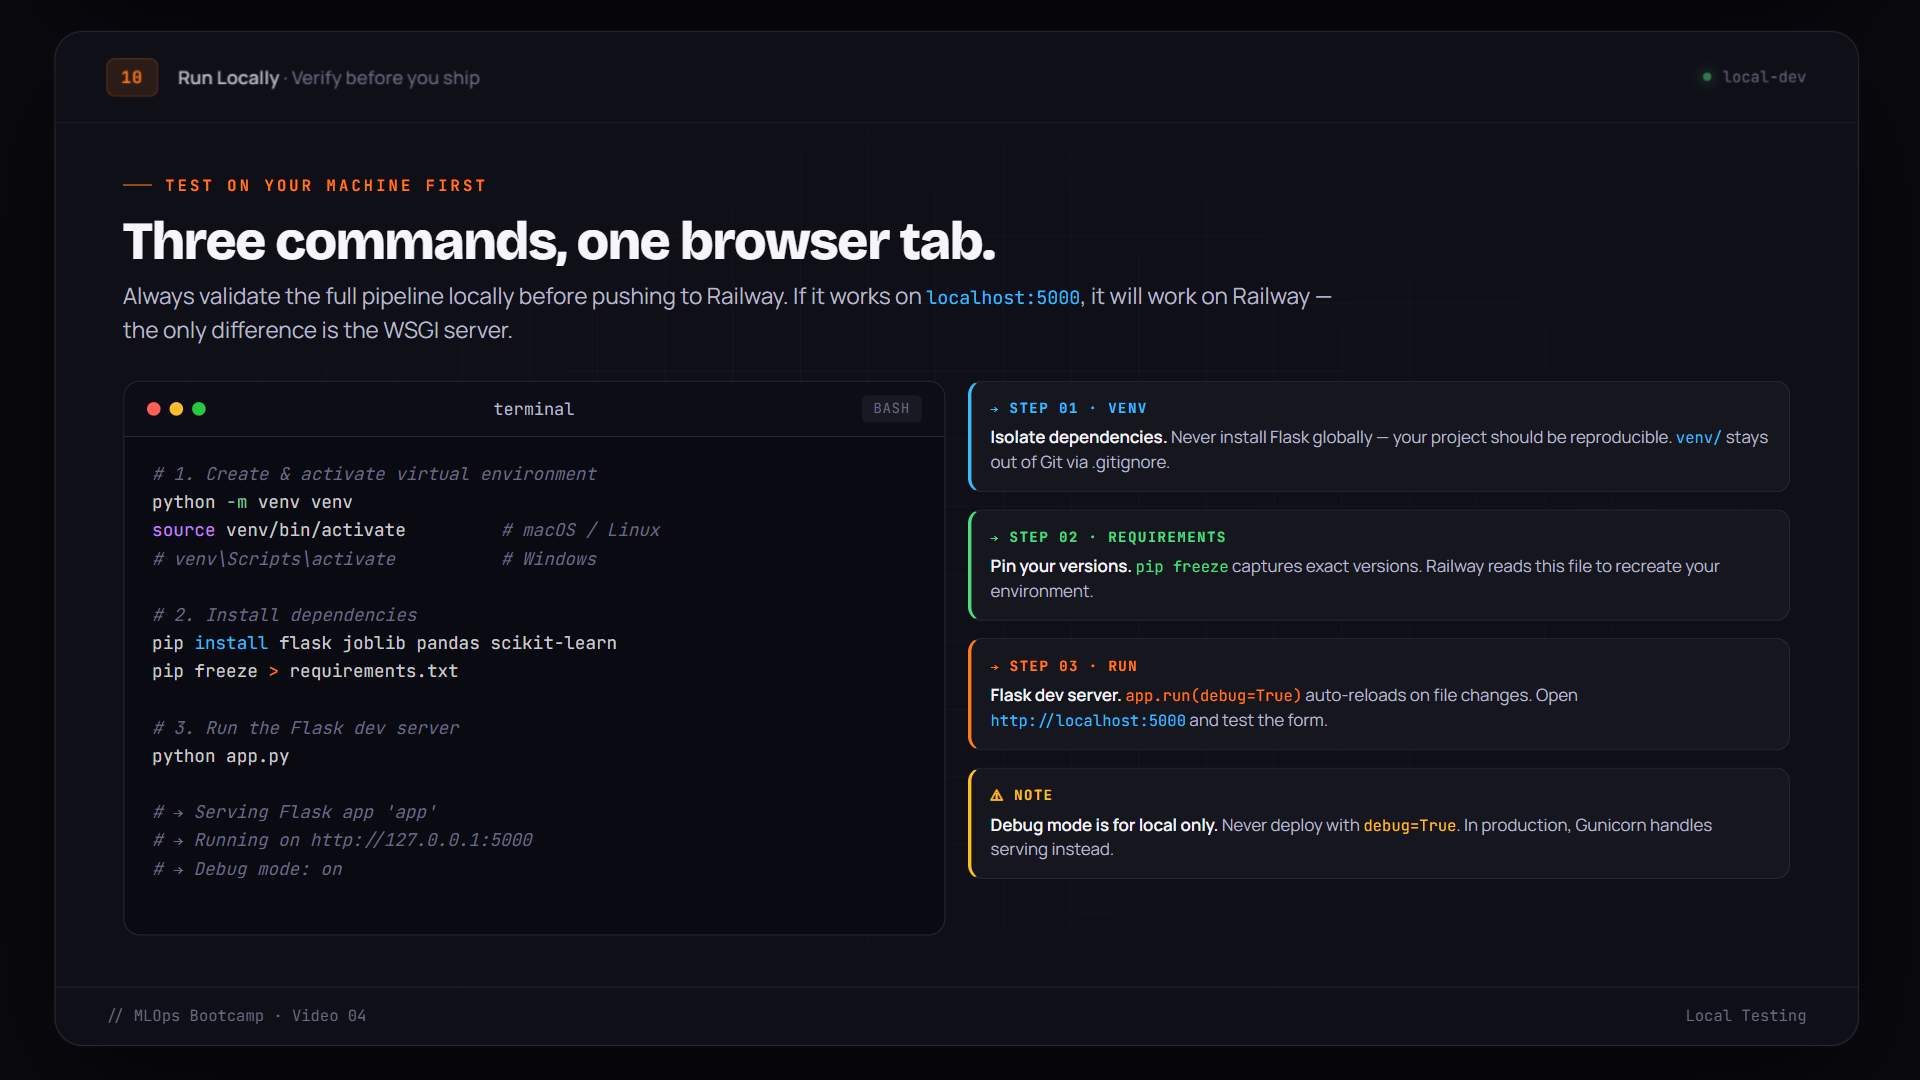 10 Run Locally · Verify before you ship
local-dev
TEST ON YOUR MACHINE FIRST
Three commands, one browser tab.
Always validate the full pipeline locally before pushing to Railway. If it works on localhost:5000, it will work on Railway —
the only difference is the WSGI server.
terminal
BASH
# 1. Create & activate virtual environment
python -m venv venv
source venv/bin/activate # macOS / Linux
# venv\Scripts\activate # Windows
# 2. Install dependencies
pip install flask joblib pandas scikit-learn
pip freeze > requirements.txt
# 3. Run the Flask dev server
python app.py
# → Serving Flask app 'app'
# → Running on http://127.0.0.1:5000
# → Debug mode: on
→ STEP 01 · VENV
Isolate dependencies. Never install Flask globally — your project should be reproducible. venv/ stays
out of Git via .gitignore.
→ STEP 02 · REQUIREMENTS
Pin your versions. pip freeze captures exact versions. Railway reads this file to recreate your
environment.
→ STEP 03 · RUN
Flask dev server. app.run(debug=True) auto-reloads on file changes. Open
http://localhost:5000 and test the form.
⚠ NOTE
Debug mode is for local only. Never deploy with debug=True. In production, Gunicorn handles
serving instead.
// MLOps Bootcamp · Video 04
Local Testing